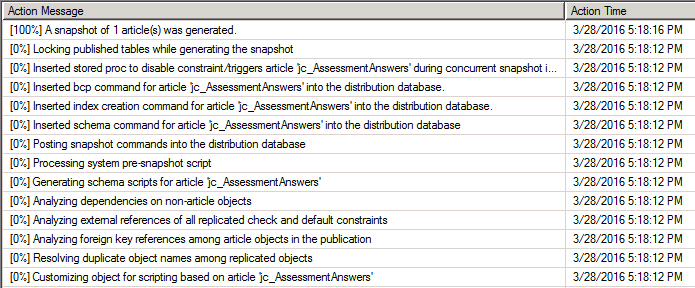 Action Message Action Time
[100%] A snapshot of 1 article(s) was generated. 3/28/2016 5:18:16 PM
[0%] Locking published tables while generating the snapshot 3/28/2016 5:18:12 PM
[0%] Inserted stored proc to disable constraint/triggers article 'jc_AssessmentAnswers' during concurrent snapshot i... 3/28/2016 5:18:12 PM
[0%] Inserted bcp command for article 'jc_AssessmentAnswers' into the distribution database. 3/28/2016 5:18:12 PM
[0%] Inserted index creation command for article 'jc_AssessmentAnswers' into the distribution database. 3/28/2016 5:18:12 PM
[0%] Inserted schema command for article 'jc_AssessmentAnswers' into the distribution database 3/28/2016 5:18:12 PM
[0%] Posting snapshot commands into the distribution database 3/28/2016 5:18:12 PM
[0%] Processing system pre-snapshot script 3/28/2016 5:18:12 PM
[0%] Generating schema scripts for article 'jc_AssessmentAnswers' 3/28/2016 5:18:12 PM
[0%] Analyzing dependencies on non-article objects 3/28/2016 5:18:12 PM
[0%] Analyzing external references of all replicated check and default constraints 3/28/2016 5:18:12 PM
[0%] Analyzing foreign key references among article objects in the publication 3/28/2016 5:18:12 PM
[0%] Resolving duplicate object names among replicated objects 3/28/2016 5:18:12 PM
[0%] Customizing object for scripting based on article 'jc_AssessmentAnswers' 3/28/2016 5:18:12 PM